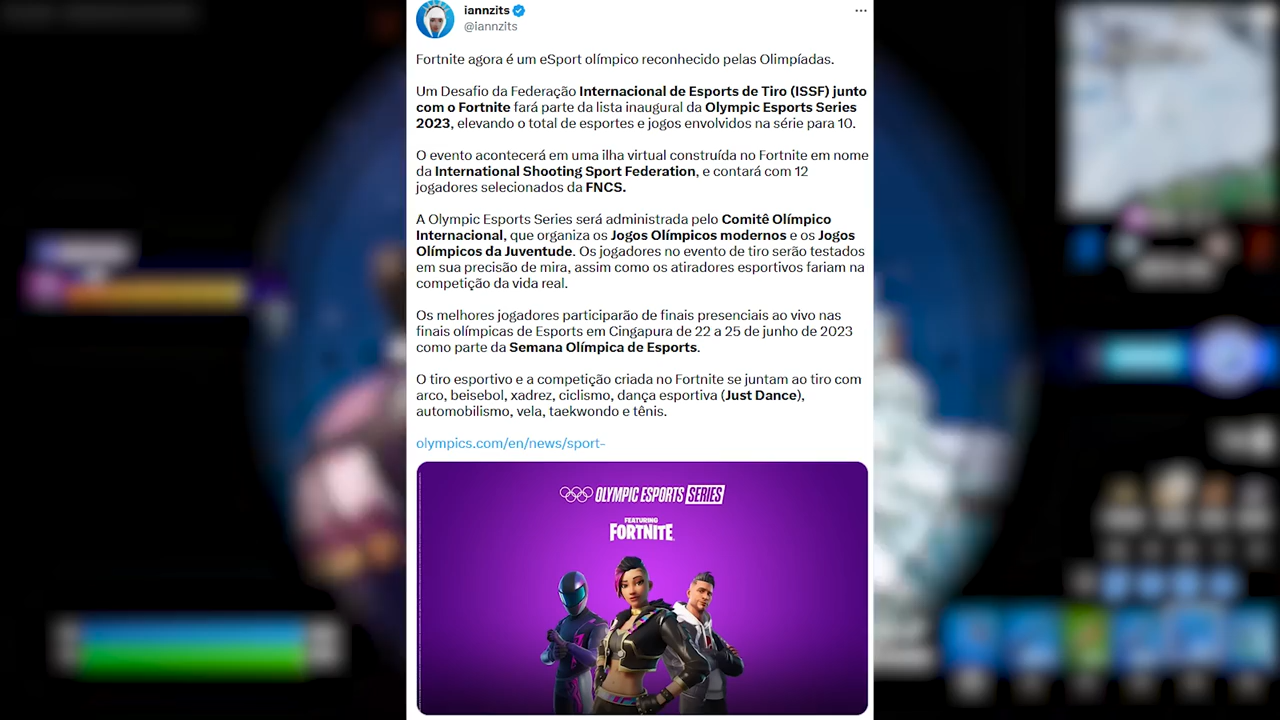 iannzits
@iannzits
Fortnite agora é um eSport olímpico reconhecido pelas Olimpíadas.
Um Desafio da Federação Internacional de Esportes de Tiro (ISSF) junto
com o Fortnite fará parte da lista inaugural da Olympic Esports Series
2023, elevando o total de esportes e jogos envolvidos na série para 10.
O evento acontecerá em uma ilha virtual construída no Fortnite em nome
da International Shooting Sport Federation, e contará com 12
jogadores selecionados da FNCS.
A Olympic Esports Series será administrada pelo Comitê Olímpico
Internacional, que organiza os Jogos Olímpicos modernos e os Jogos
Olímpicos da Juventude. Os jogadores no evento de tiro serão testados
em sua precisão de mira, assim como os atiradores esportivos fariam na
competição da vida real.
Os melhores jogadores participarão de finais presenciais ao vivo nas
finais olímpicas de Esports em Cingapura de 22 a 25 de junho de 2023
como parte da Semana Olímpica de Esports.
O tiro esportivo e a competição criada no Fortnite se juntam ao tiro com
arco, beisebol, xadrez, ciclismo, dança esportiva (Just Dance),
automobilismo, vela, taekwondo e tênis.
olympics.com/en/news/sport-
OLYMPIC ESPORTS SERIES
FEATURING
FORTNITE